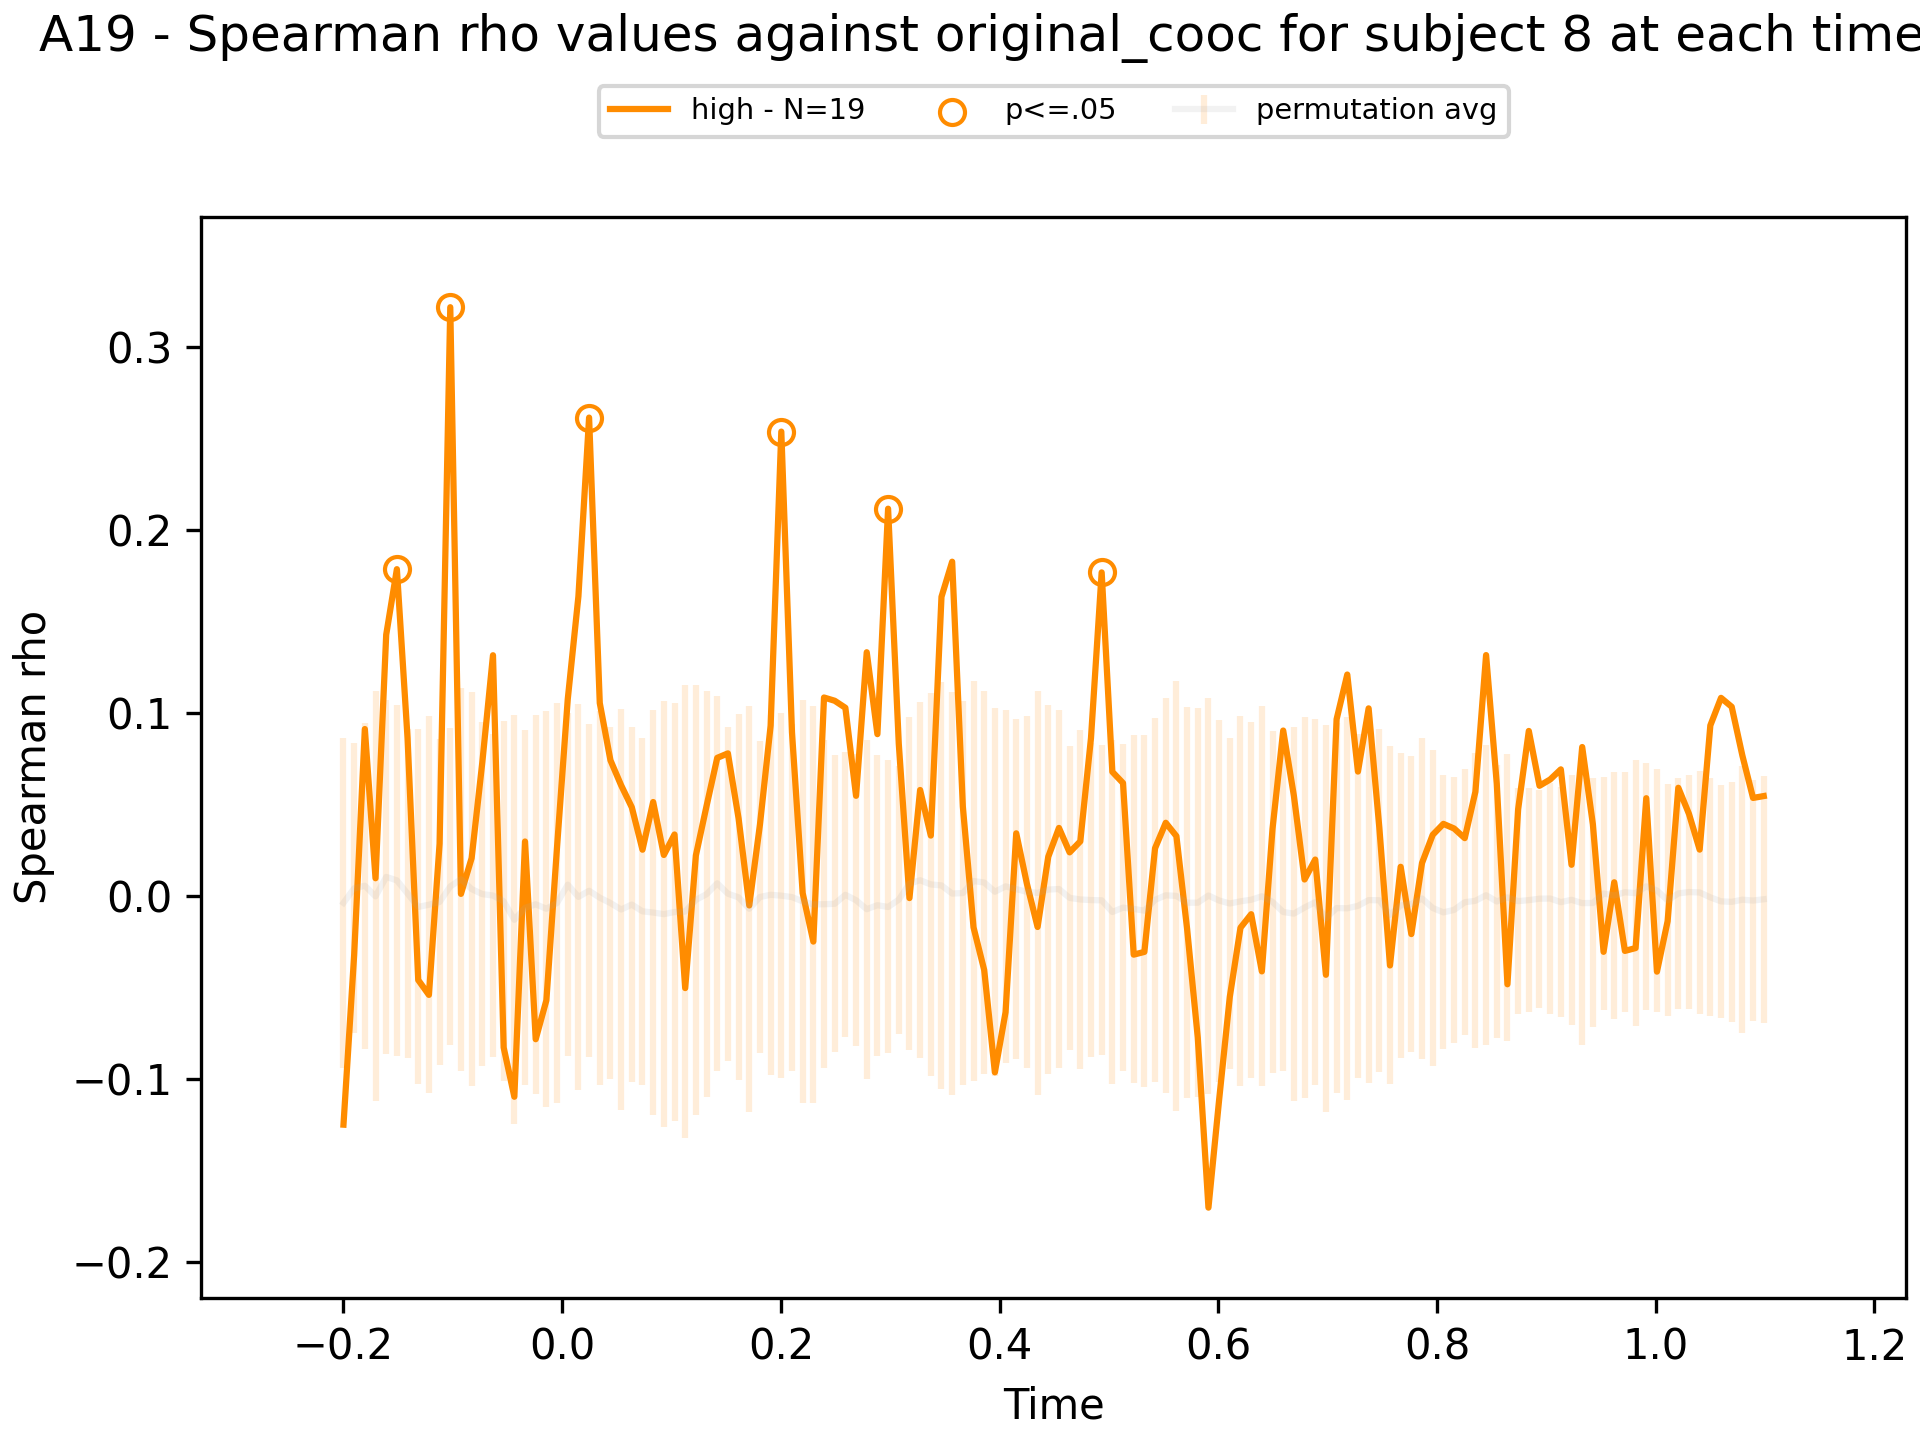 A19 - Spearman rho values against original_cooc for subject 8 at each time
high - N=19 p<=.05 permutation avg
0.3
0.2
0.1
0.0
−0.1
−0.2
Spearman rho
−0.2 0.0 0.2 0.4 0.6 0.8 1.0 1.2
Time